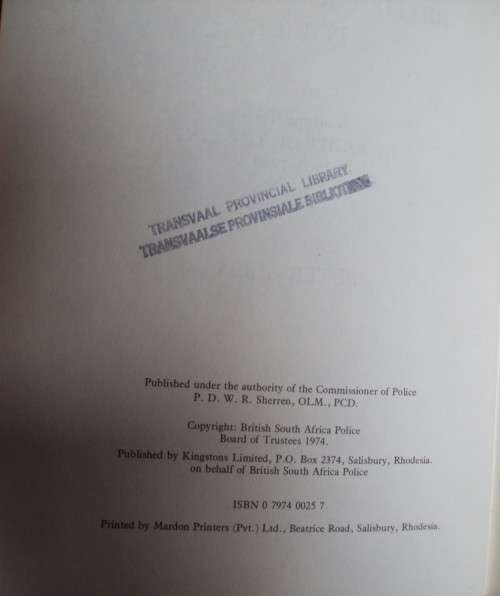 TRANSVAAL PROVINCIAL LIBRARY
TRANSVAALSE PROVINSIALE BIBLIOTEEK
Published under the authority of the Commissioner of Police
P. D. W. R. Sherren, OLM., PCD.
Copyright: British South Africa Police
Board of Trustees 1974.
Published by Kingstons Limited, P.O. Box 2374, Salisbury, Rhodesia.
on behalf of British South Africa Police
ISBN 0 7974 0025 7
Printed by Mardon Printers (Pvt.) Ltd., Beatrice Road, Salisbury, Rhodesia.